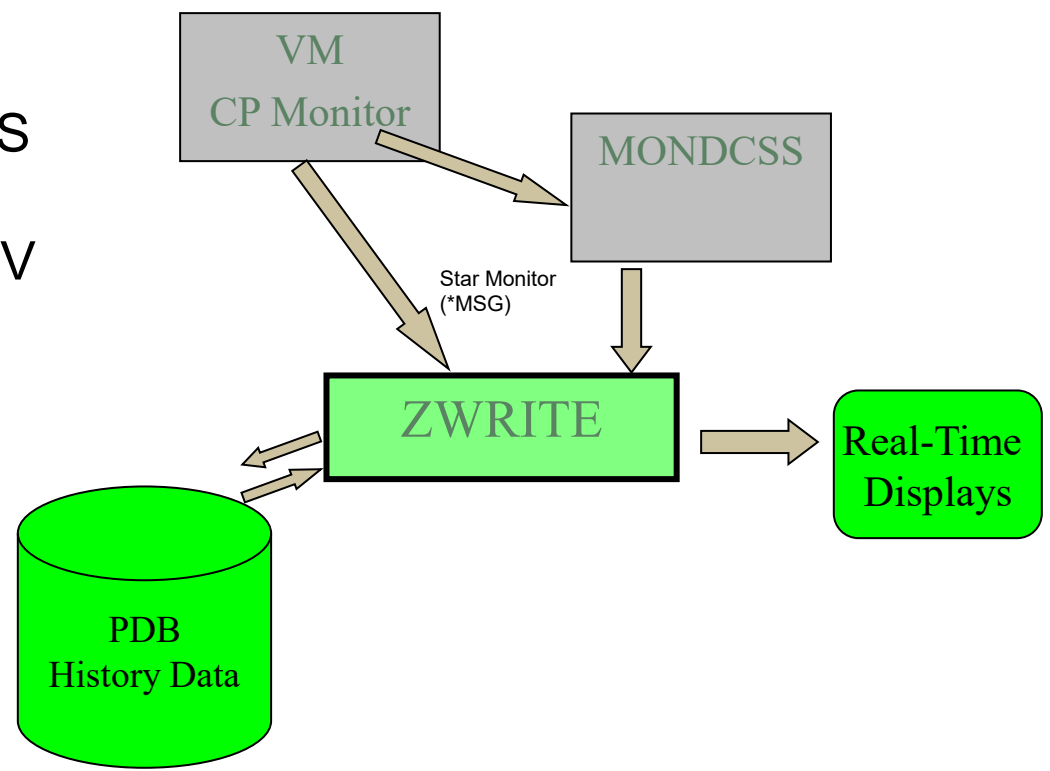 VM
CP Monitor
S
MONDCSS
V
Star Monitor
(*MSG)
ZWRITE
Real-Time
Displays
PDB
History Data